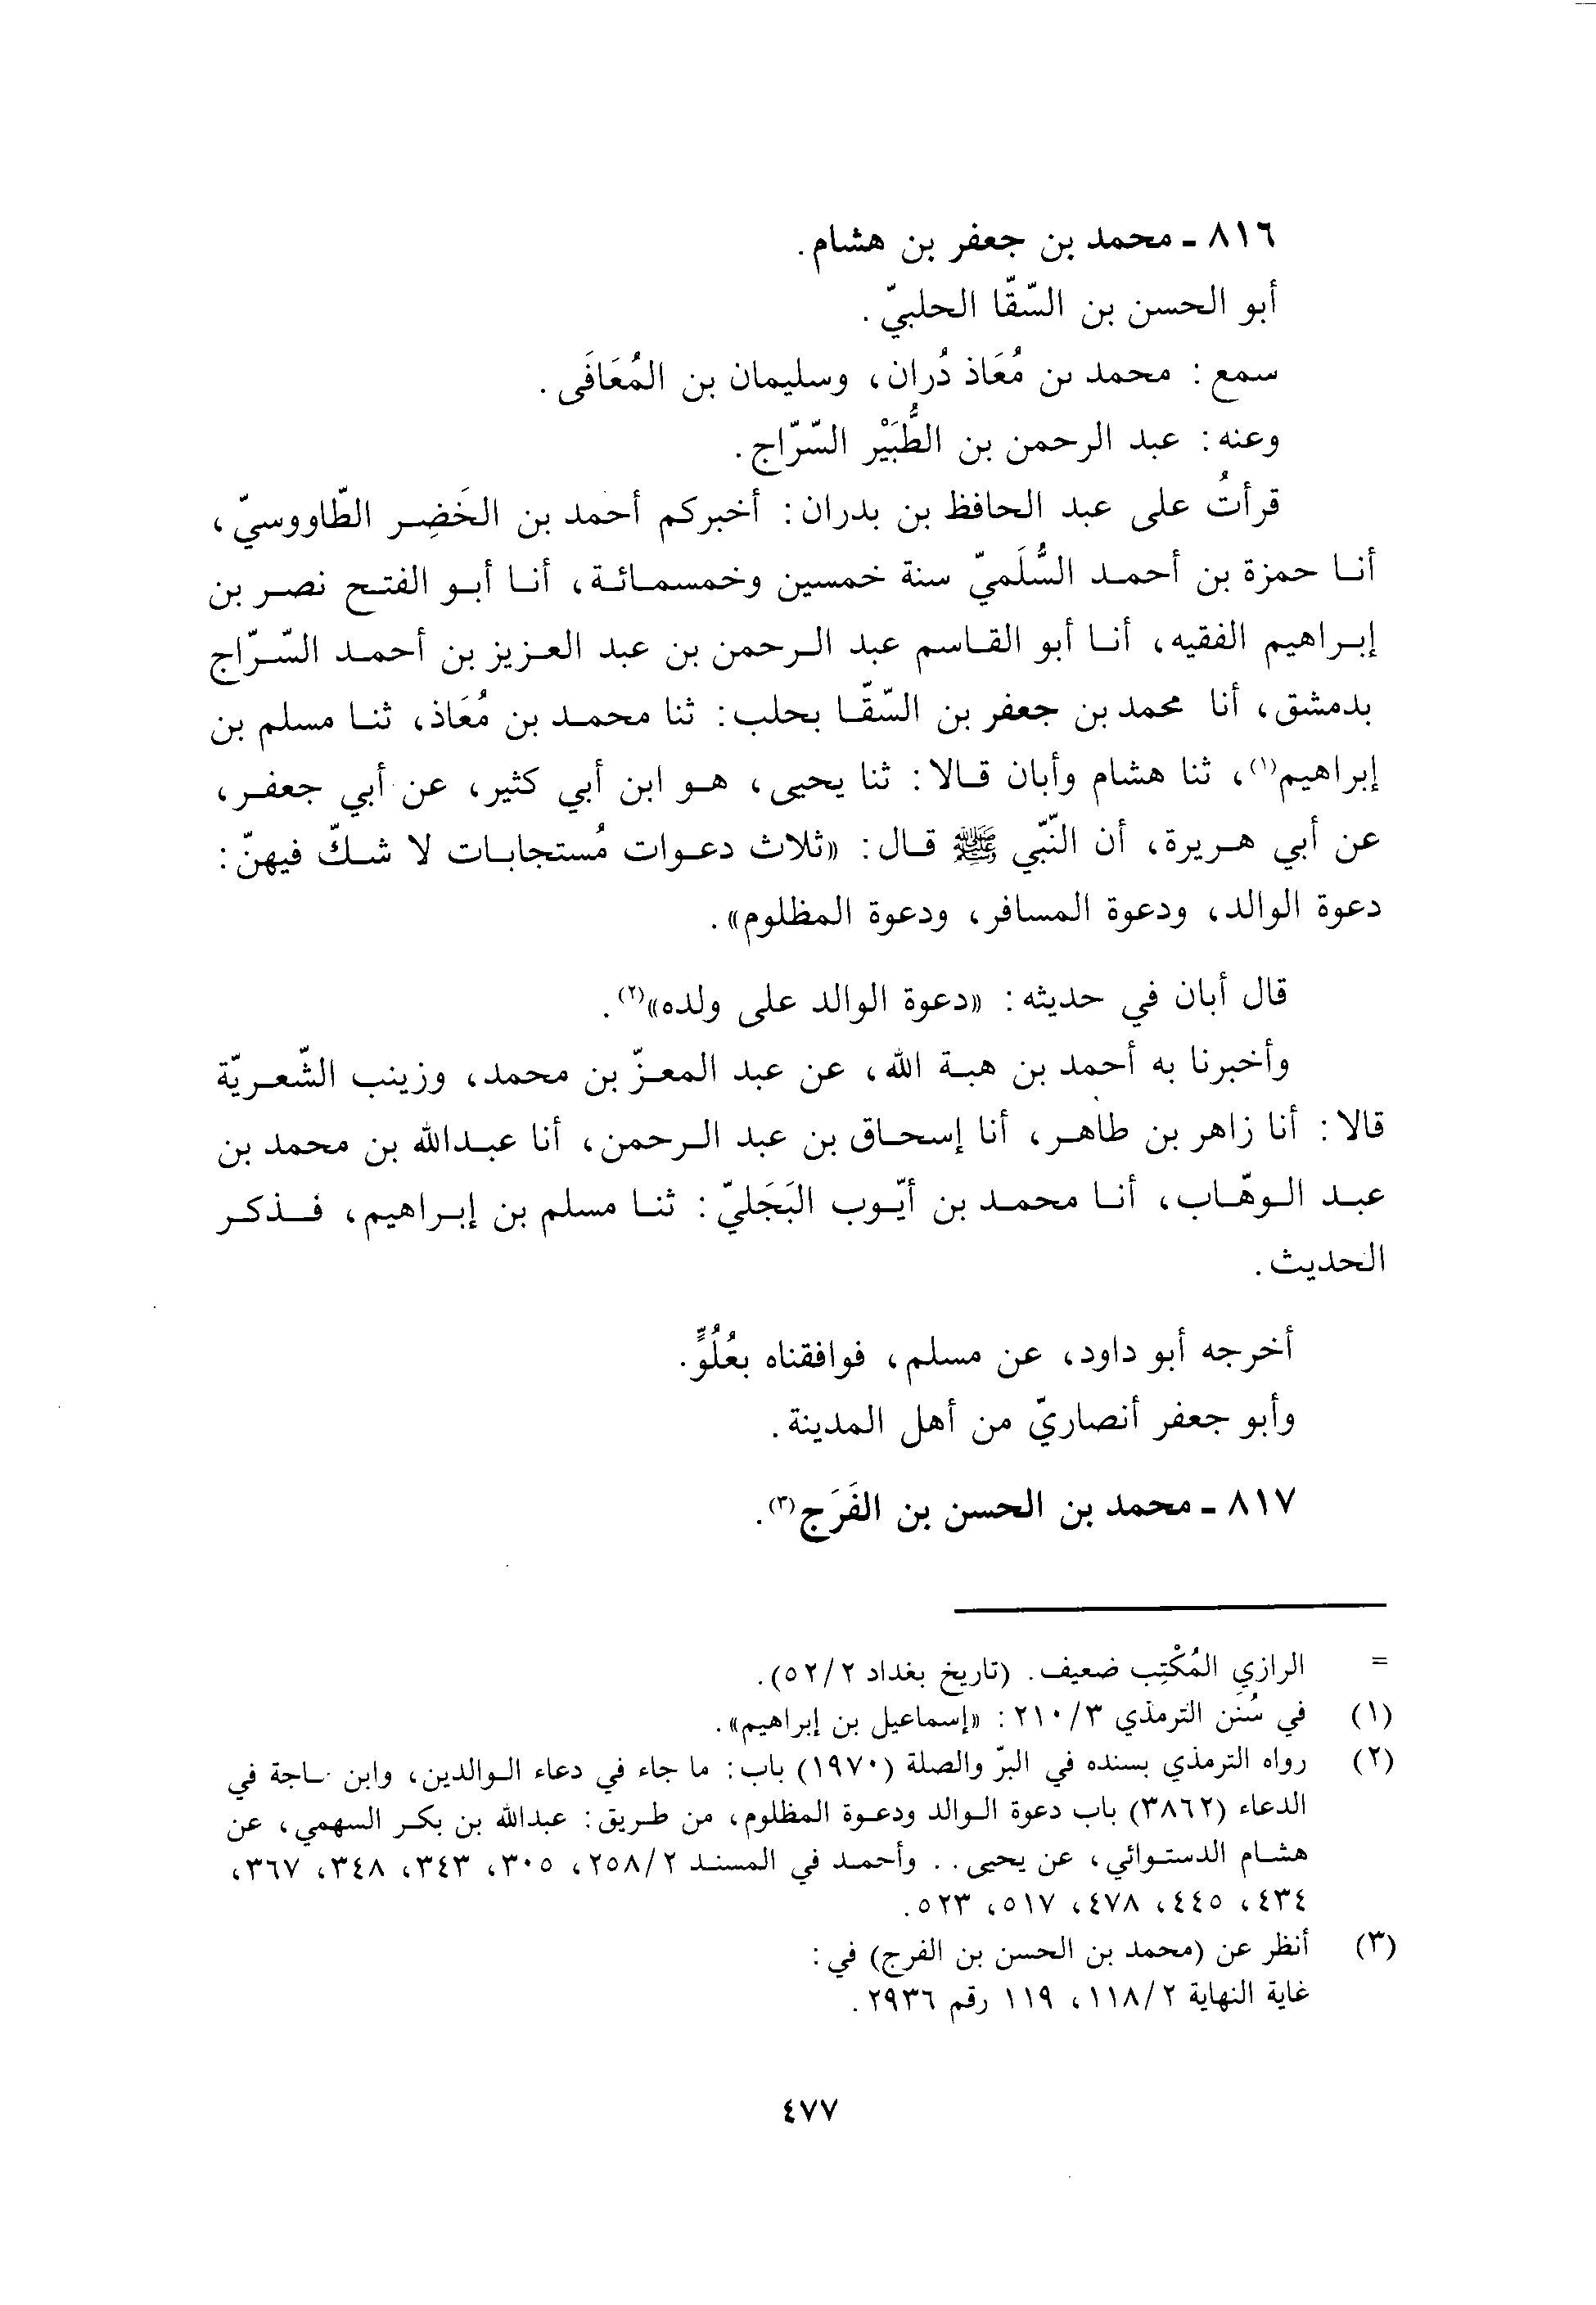 ٨١٦ ـ محمد بن جعفر بن هشام.
أبو الحسن بن السّقّا الحلبيّ.
سمع: محمد بن مُعَاذ دُران، وسليمان بن المُعَافَى.
وعنه: عبد الرحمن بن الطُّبَيْر السّرّاج.
قرأتُ على عبد الحافظ بن بدران: أخبركم أحمد بن الخَضِر الطّاووسيّ،
أنا حمزة بن أحمد السُّلَميّ سنة خمسين وخمسمائة، أنا أبو الفتح نصر بن
إبراهيم الفقيه، أنا أبو القاسم عبد الرحمن بن عبد العزيز بن أحمد السّرّاج
بدمشق، أنا محمد بن جعفر بن السّقّا بحلب: ثنا محمد بن مُعَاذ، ثنا مسلم بن
إبراهيم(١)، ثنا هشام وأبان قالا: ثنا يحيى، هو ابن أبي كثير، عن أبي جعفر،
عن أبي هريرة، أن النّبّي ﷺ قال: «ثلاث دعوات مُستجابات لا شكّ فيهنّ:
دعوة الوالد، ودعوة المسافر، ودعوة المظلوم».
قال أبان في حديثه: «دعوة الوالد على ولده»(٢).
وأخبرنا به أحمد بن هبة الله، عن عبد المعزّ بن محمد، وزينب الشّعريّة
قالا: أنا زاهر بن طاهر، أنا إسحاق بن عبد الرحمن، أنا عبدالله بن محمد بن
عبد الوهّاب، أنا محمد بن أيّوب البَجَليّ: ثنا مسلم بن إبراهيم، فذكر
الحديث.
أخرجه أبو داود، عن مسلم، فوافقناه بعُلُوٍّ.
وأبو جعفر أنصاريّ من أهل المدينة.
٨١٧ ـ محمد بن الحسن بن الفَرَج(٣).
= الرازي المُكْتِب ضعيف. (تاريخ بغداد ٥٢/٢).
(١) في سُنَن الترمذي ٢١٠/٣: «إسماعيل بن إبراهيم».
(٢) رواه الترمذي بسنده في البرّ والصلة (١٩٧٠) باب: ما جاء في دعاء الوالدين، وابن ماجة في
الدعاء (٣٨٦٢) باب دعوة الوالد ودعوة المظلوم، من طريق: عبدالله بن بكر السهمي، عن
هشام الدستوائي، عن يحيى.. وأحمد في المسند ٢٥٨/٢، ٣٠٥، ٣٤٣، ٣٤٨، ٣٦٧،
٤٣٤، ٤٤٥، ٤٧٨، ٥١٧، ٥٢٣.
(٣) أنظر عن (محمد بن الحسن بن الفرج) في:
غاية النهاية ١١٨/٢، ١١٩ رقم ٢٩٣٦.
٤٧٧